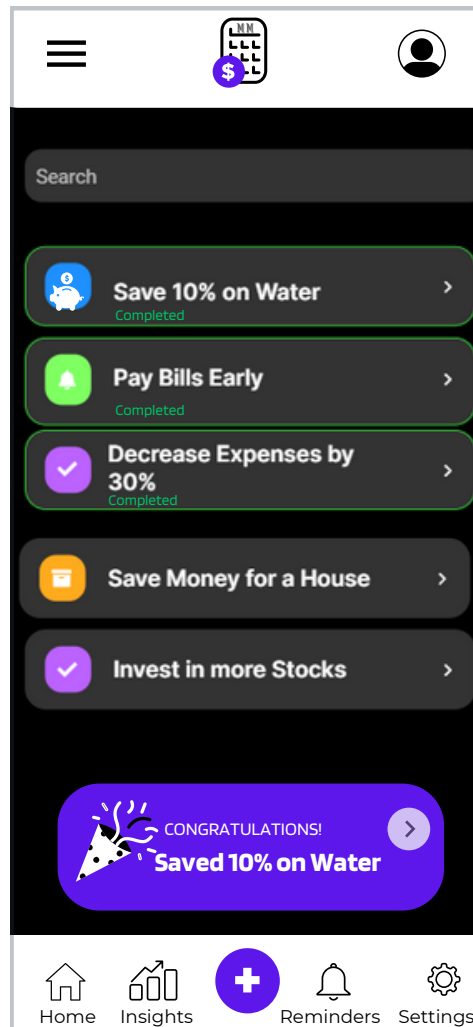 MM
$
Search
$
Save 10% on Water
Completed
Pay Bills Early
Completed
Decrease Expenses by
30%
Completed
Save Money for a House
Invest in more Stocks
CONGRATULATIONS!
Saved 10% on Water
Home Insights Reminders Settings